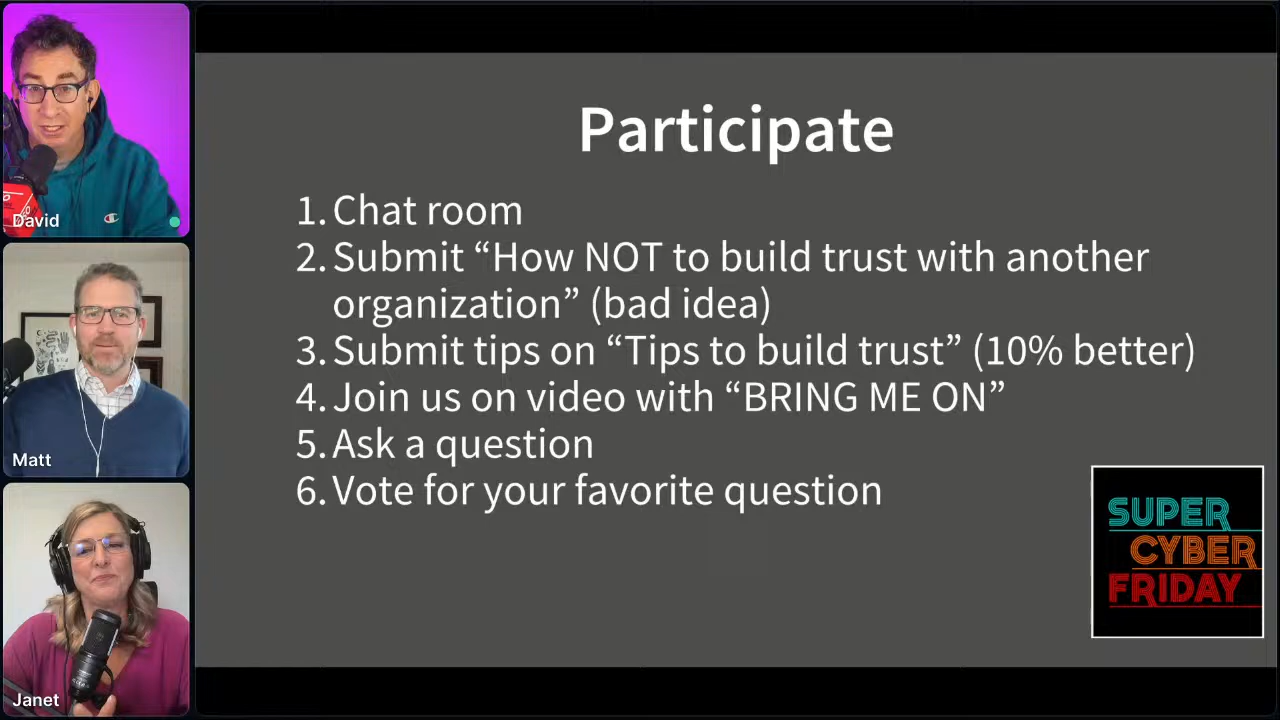 David
Matt
Janet
Participate
1. Chat room
2. Submit “How NOT to build trust with another
organization” (bad idea)
3. Submit tips on “Tips to build trust” (10% better)
4. Join us on video with “BRING ME ON”
5. Ask a question
6. Vote for your favorite question
SUPER
CYBER
FRIDAY